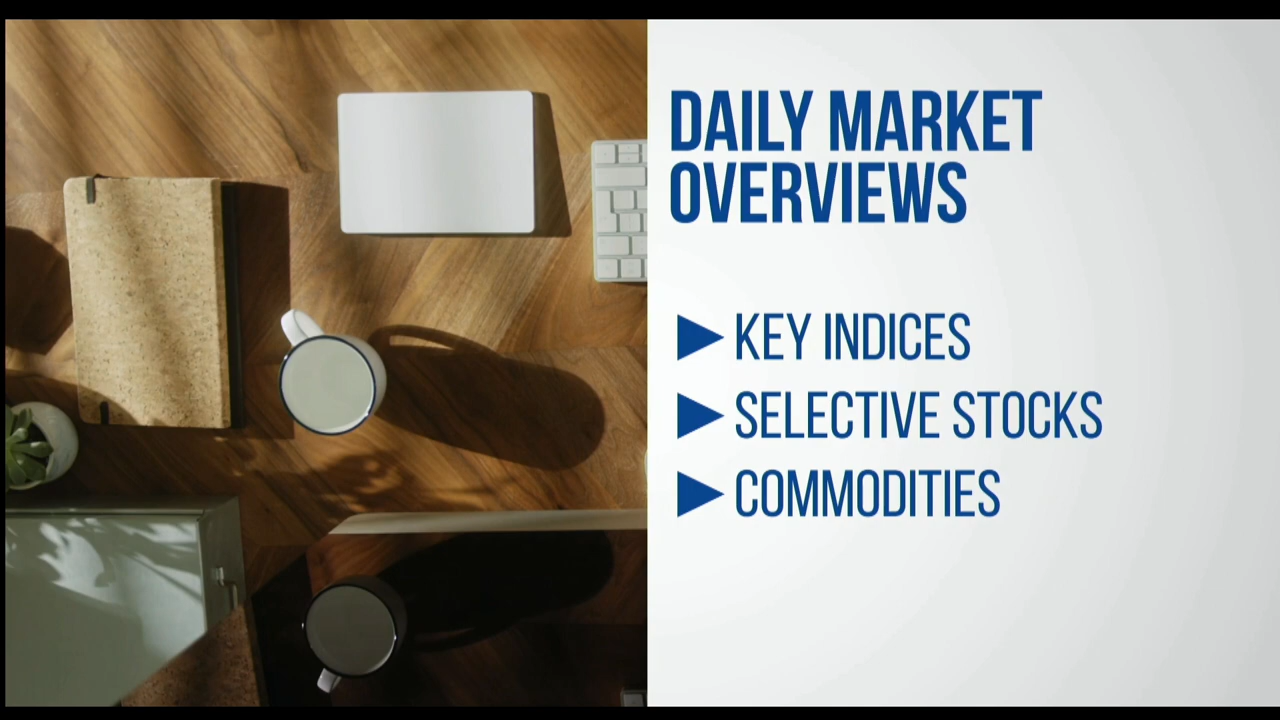 DAILY MARKET
OVERVIEWS
KEY INDICES
SELECTIVE STOCKS
COMMODITIES